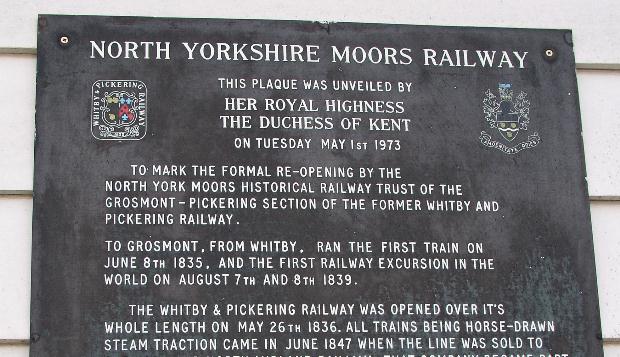 NORTH YORKSHIRE MOORS RAILWAY
THIS PLAQUE WAS UNVEILED BY
HER ROYAL HIGHNESS
THE DUCHESS OF KENT
ON TUESDAY MAY 1ST 1973
WHITBY & PICKERING RAILWAY
TO MARK THE FORMAL RE-OPENING BY THE
NORTH YORK MOORS HISTORICAL RAILWAY TRUST OF THE
GROSMONT-PICKERING SECTION OF THE FORMER WHITBY AND
PICKERING RAILWAY.
TO GROSMONT, FROM WHITBY, RAN THE FIRST TRAIN ON
JUNE 8TH 1835, AND THE FIRST RAILWAY EXCURSION IN THE
WORLD ON AUGUST 7TH AND 8TH 1839.
THE WHITBY & PICKERING RAILWAY WAS OPENED OVER IT'S
WHOLE LENGTH ON MAY 26TH 1836. ALL TRAINS BEING HORSE-DRAWN
STEAM TRACTION CAME IN JUNE 1847 WHEN THE LINE WAS SOLD TO